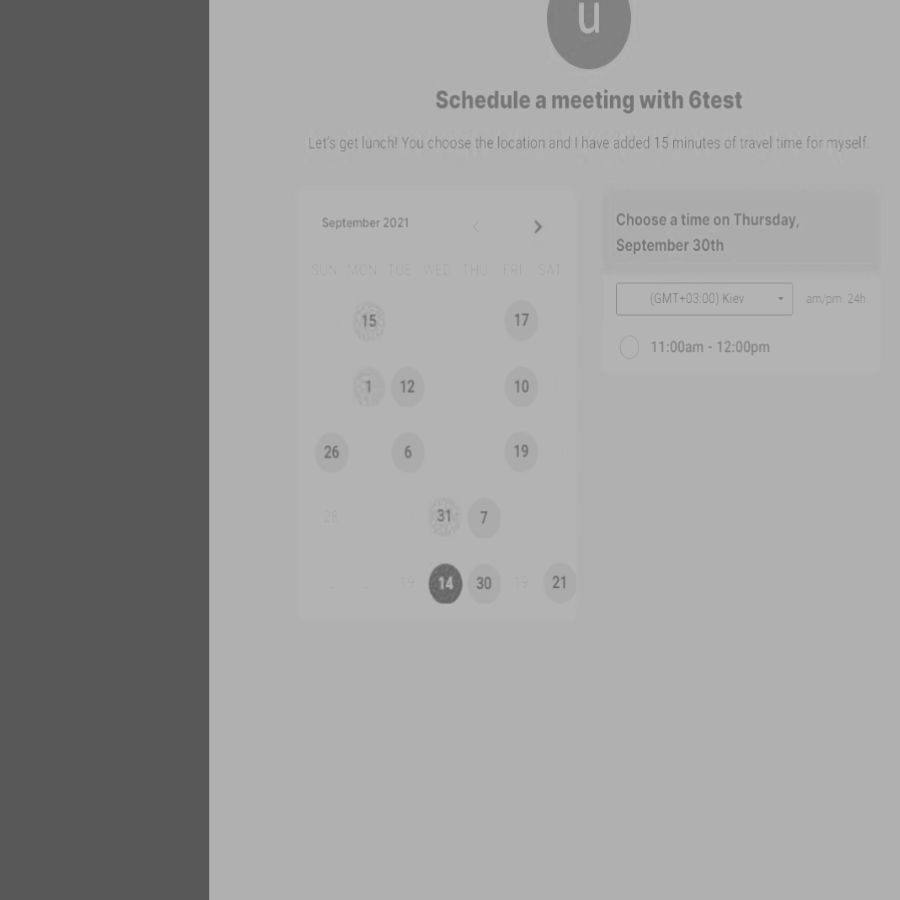 u
Schedule a meeting with 6test
Let's get lunch! You choose the location and I have added 15 minutes of travel time for myself.
September 2021
SUN MON TUE WED THU FRI SAT
15 17
1 12 10
26 6 19
28 31 7
19 14 30 19 21
Choose a time on Thursday,
September 30th
(GMT+03:00) Kiev am/pm 24h
11:00am - 12:00pm